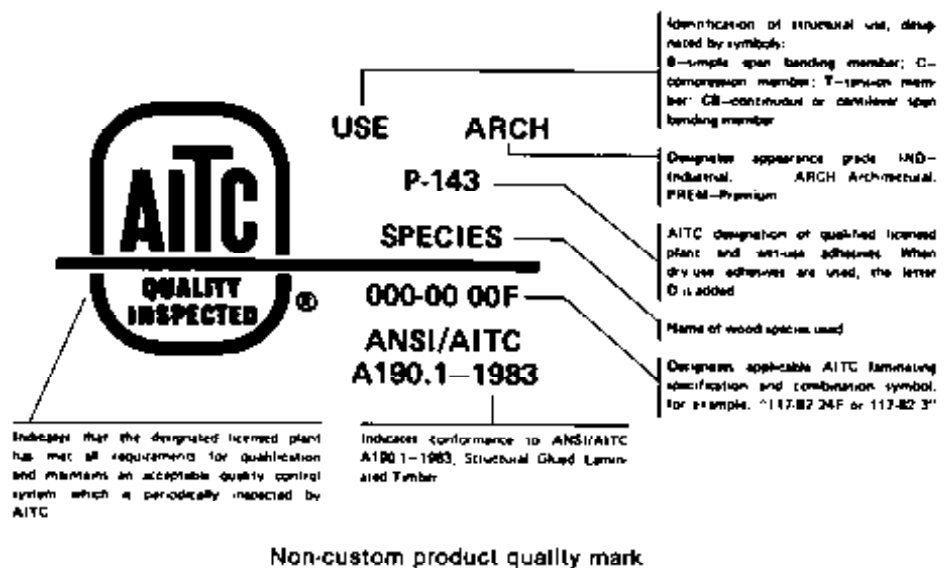 Identification of structural use, desig-
nated by symbols:
B—simple span bending member; C—
compression member; T—tension mem-
ber; CB—continuous or cantilever span
bending member
USE ARCH
Designates appearance grade IND—
Industrial, ARCH Architectural,
PREM—Premium
P-143
AITC designation of qualified licensed
plant and wet-use adhesives. When
dry-use adhesives are used, the letter
D is added
AITC
SPECIES
Name of wood species used
QUALITY
INSPECTED
®
000-00 00F
Designates applicable AITC laminating
specification and combination symbol,
for example, "117-82 24F or 117-82 3"
ANSI/AITC
A190.1—1983
Indicates that the designated licensed plant
has met all requirements for qualification
and maintains an acceptable quality control
system which is periodically inspected by
AITC
Indicates conformance to ANSI/AITC
A190.1—1983, Structural Glued Lamin-
ated Timber
Non-custom product quality mark